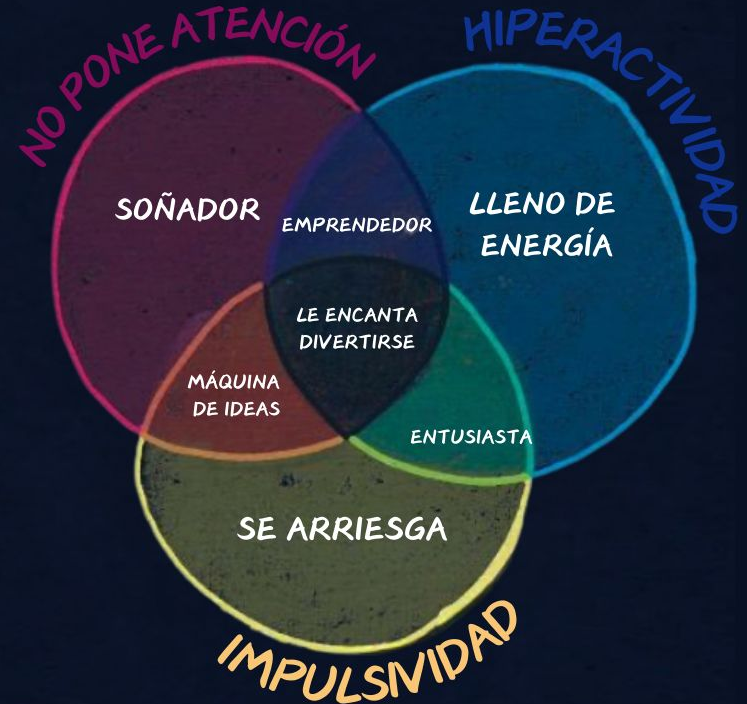 NO PONE ATENCIÓN
HIPERACTIVIDAD
SOÑADOR
EMPRENDEDOR
LLENO DE
ENERGÍA
LE ENCANTA
DIVERTIRSE
MÁQUINA
DE IDEAS
ENTUSIASTA
SE ARRIESGA
IMPULSIVIDAD